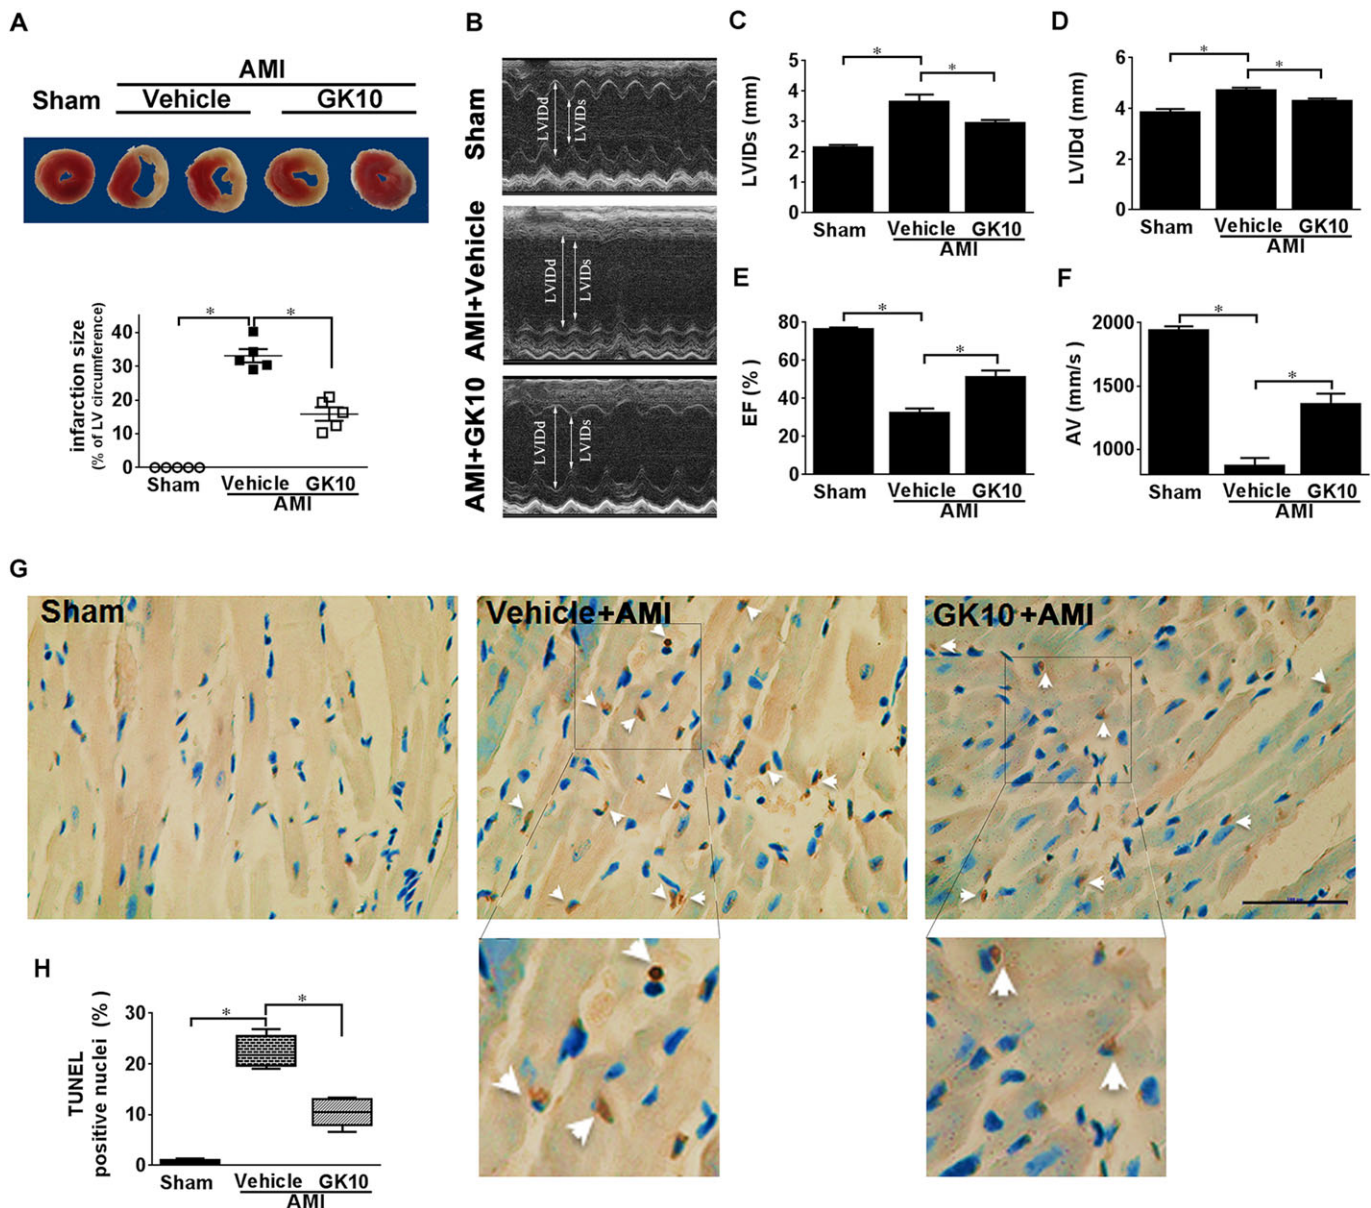 A
AMI
Sham
Vehicle
GK10
infarction size
(% of LV circumference)
40
30
20
10
0
Sham
Vehicle
GK10
AMI
B
Sham
LVIDd
LVIDs
AMI+Vehicle
LVIDd
LVIDs
AMI+GK10
LVIDd
LVIDs
C
LVIDs (mm)
5
4
3
2
1
0
*
*
Sham
Vehicle
GK10
AMI
D
LVIDd (mm)
6
4
2
0
*
*
Sham
Vehicle
GK10
AMI
E
EF (%)
80
60
40
20
0
*
*
Sham
Vehicle
GK10
AMI
F
AV (mm/s)
2000
1500
1000
*
*
Sham
Vehicle
GK10
AMI
G
Sham
Vehicle+AMI
GK10+AMI
H
TUNEL
positive nuclei (%)
30
20
10
0
*
*
Sham
Vehicle
GK10
AMI